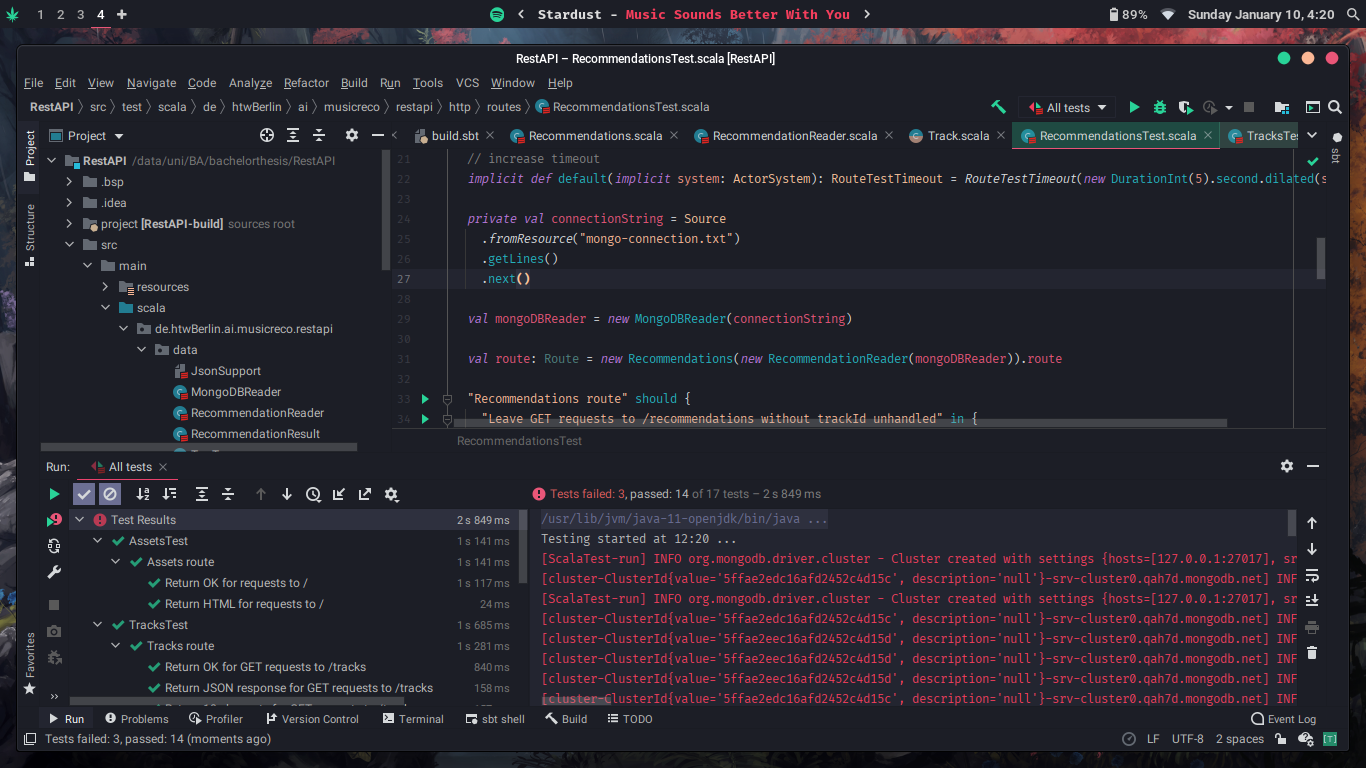 1 2 3 4 + < Stardust - Music Sounds Better With You > 89% Sunday January 10, 4:20
RestAPI – RecommendationsTest.scala [RestAPI]
File Edit View Navigate Code Analyze Refactor Build Run Tools VCS Window Help
RestAPI src test scala de htwBerlin ai musicreco restapi http routes RecommendationsTest.scala All tests
Project
build.sbt Recommendations.scala RecommendationReader.scala Track.scala RecommendationsTest.scala TracksTes
Project
Structure
Favorites
sbt
RestAPI /data/uni/BA/bachelorthesis/RestAPI
.bsp
.idea
project [RestAPI-build] sources root
src
main
resources
scala
de.htwBerlin.ai.musicreco.restapi
data
JsonSupport
MongoDBReader
RecommendationReader
RecommendationResult
21 // increase timeout
22 implicit def default(implicit system: ActorSystem): RouteTestTimeout = RouteTestTimeout(new DurationInt(5).second.dilated(s
23
24 private val connectionString = Source
25 .fromResource("mongo-connection.txt")
26 .getLines()
27 .next()
28
29 val mongoDBReader = new MongoDBReader(connectionString)
30
31 val route: Route = new Recommendations(new RecommendationReader(mongoDBReader)).route
32
33 "Recommendations route" should {
34 "Leave GET requests to /recommendations without trackId unhandled" in {
RecommendationsTest
Run: All tests
Tests failed: 3, passed: 14 of 17 tests – 2 s 849 ms
Test Results 2 s 849 ms
AssetsTest 1 s 141 ms
Assets route 1 s 141 ms
Return OK for requests to / 1 s 117 ms
Return HTML for requests to / 24 ms
TracksTest 1 s 685 ms
Tracks route 1 s 281 ms
Return OK for GET requests to /tracks 840 ms
Return JSON response for GET requests to /tracks 158 ms
/usr/lib/jvm/java-11-openjdk/bin/java ...
Testing started at 12:20 ...
[ScalaTest-run] INFO org.mongodb.driver.cluster - Cluster created with settings {hosts=[127.0.0.1:27017], sr
[cluster-ClusterId{value='5ffae2edc16afd2452c4d15c', description='null'}-srv-cluster0.qah7d.mongodb.net] INF
[ScalaTest-run] INFO org.mongodb.driver.cluster - Cluster created with settings {hosts=[127.0.0.1:27017], sr
[cluster-ClusterId{value='5ffae2eec16afd2452c4d15d', description='null'}-srv-cluster0.qah7d.mongodb.net] INF
[cluster-ClusterId{value='5ffae2eec16afd2452c4d15d', description='null'}-srv-cluster0.qah7d.mongodb.net] INF
[cluster-ClusterId{value='5ffae2eec16afd2452c4d15d', description='null'}-srv-cluster0.qah7d.mongodb.net] INF
[cluster-ClusterId{value='5ffae2eec16afd2452c4d15d', description='null'}-srv-cluster0.qah7d.mongodb.net] INF
[cluster-ClusterId{value='5ffae2edc16afd2452c4d15c', description='null'}-srv-cluster0.qah7d.mongodb.net] INF
Run Problems Profiler Version Control Terminal sbt shell Build TODO Event Log
Tests failed: 3, passed: 14 (moments ago) LF UTF-8 2 spaces [T]